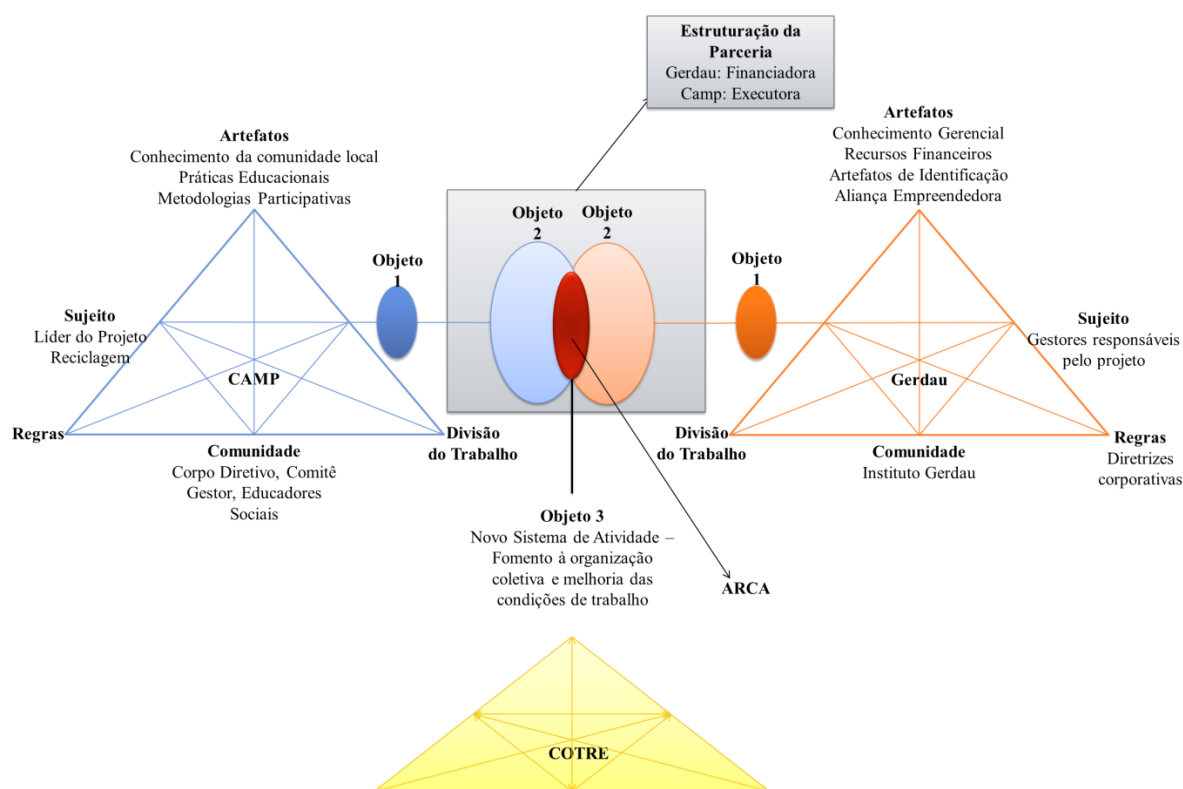 Estruturação da
Parceria
Gerdau: Financiadora
Camp: Executora
Artefatos
Conhecimento da comunidade local
Práticas Educacionais
Metodologias Participativas
Artefatos
Conhecimento Gerencial
Recursos Financeiros
Artefatos de Identificação
Aliança Empreendedora
Objeto
2
Objeto
2
Objeto
1
Objeto
1
Sujeito
Líder do Projeto
Reciclagem
Sujeito
Gestores responsáveis
pelo projeto
CAMP
Gerdau
Regras
Comunidade
Corpo Diretivo, Comitê
Gestor, Educadores
Sociais
Divisão
do Trabalho
Divisão
do Trabalho
Comunidade
Instituto Gerdau
Regras
Diretrizes
corporativas
Objeto 3
Novo Sistema de Atividade –
Fomento à organização
coletiva e melhoria das
condições de trabalho
ARCA
COTRE